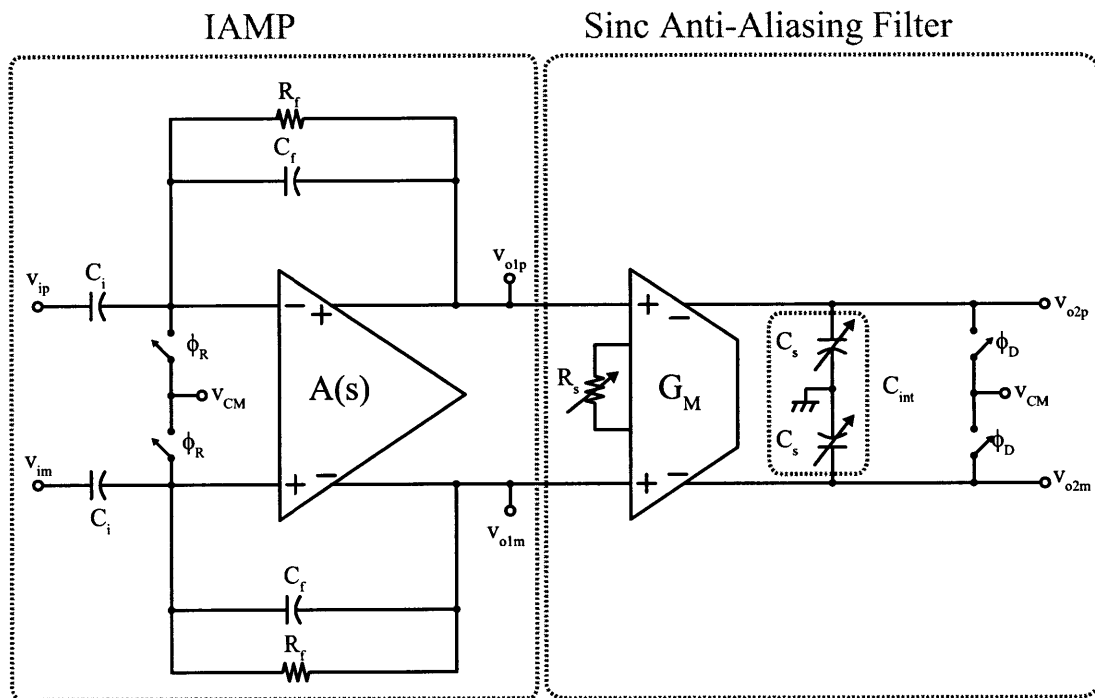 IAMP
Sinc Anti-Aliasing Filter
R_f
C_f
v_ip
C_i
v_o1p
v_o2p
− +
+ −
ϕ_R
v_CM
A(s)
R_s
G_M
C_s
C_int
ϕ_D
v_CM
ϕ_R
C_s
ϕ_D
v_im
C_i
+ −
+ −
v_o1m
v_o2m
C_f
R_f